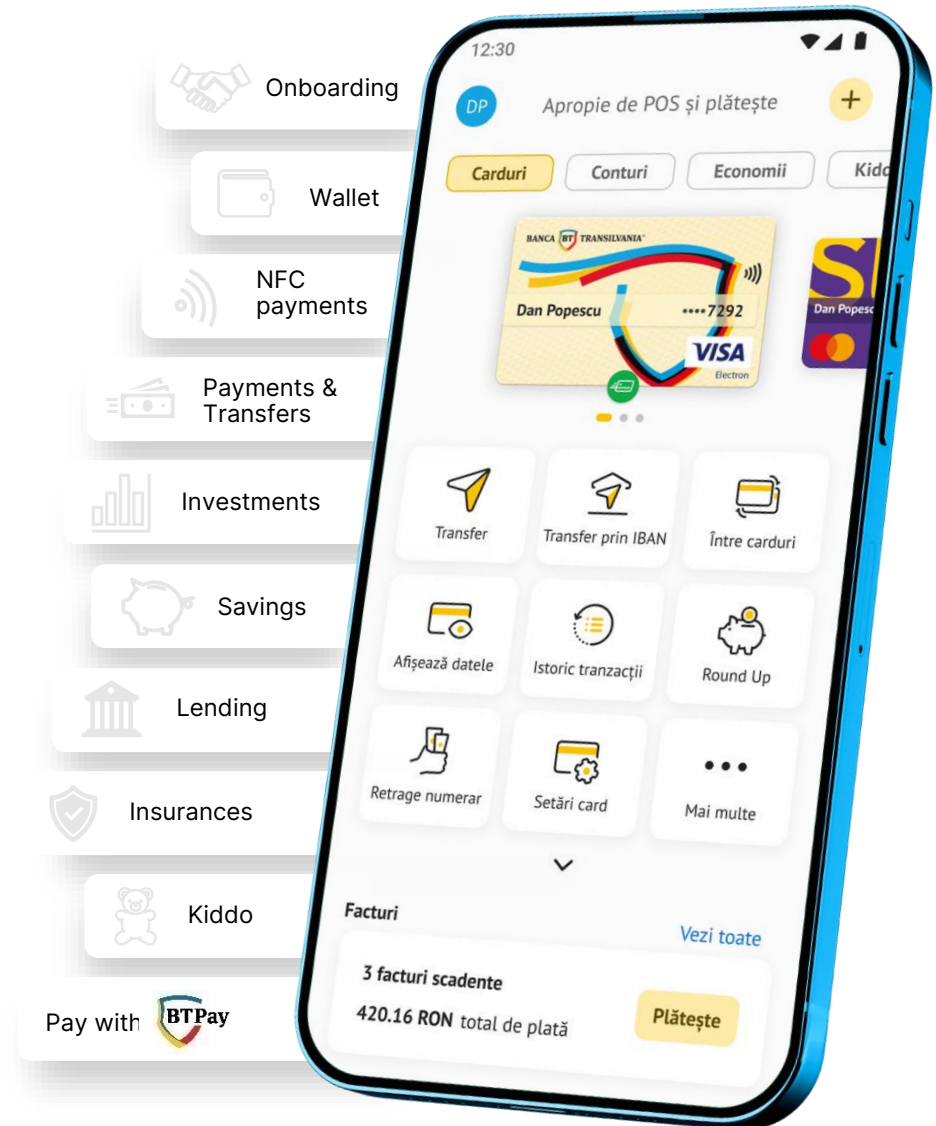 Onboarding
Wallet
NFC
payments
Payments &
Transfers
Investments
Savings
Lending
Insurances
Kiddo
Pay with BTPay
12:30
DP Apropie de POS și plătește +
Carduri Conturi Economii Kidd
BANCA BT TRANSILVANIA
Dan Popescu ••••7292
VISA
Electron
Dan Popesc
Transfer Transfer prin IBAN Între carduri
Afișează datele Istoric tranzacții Round Up
Retrage numerar Setări card Mai multe
Facturi Vezi toate
3 facturi scadente
420.16 RON total de plată Plătește